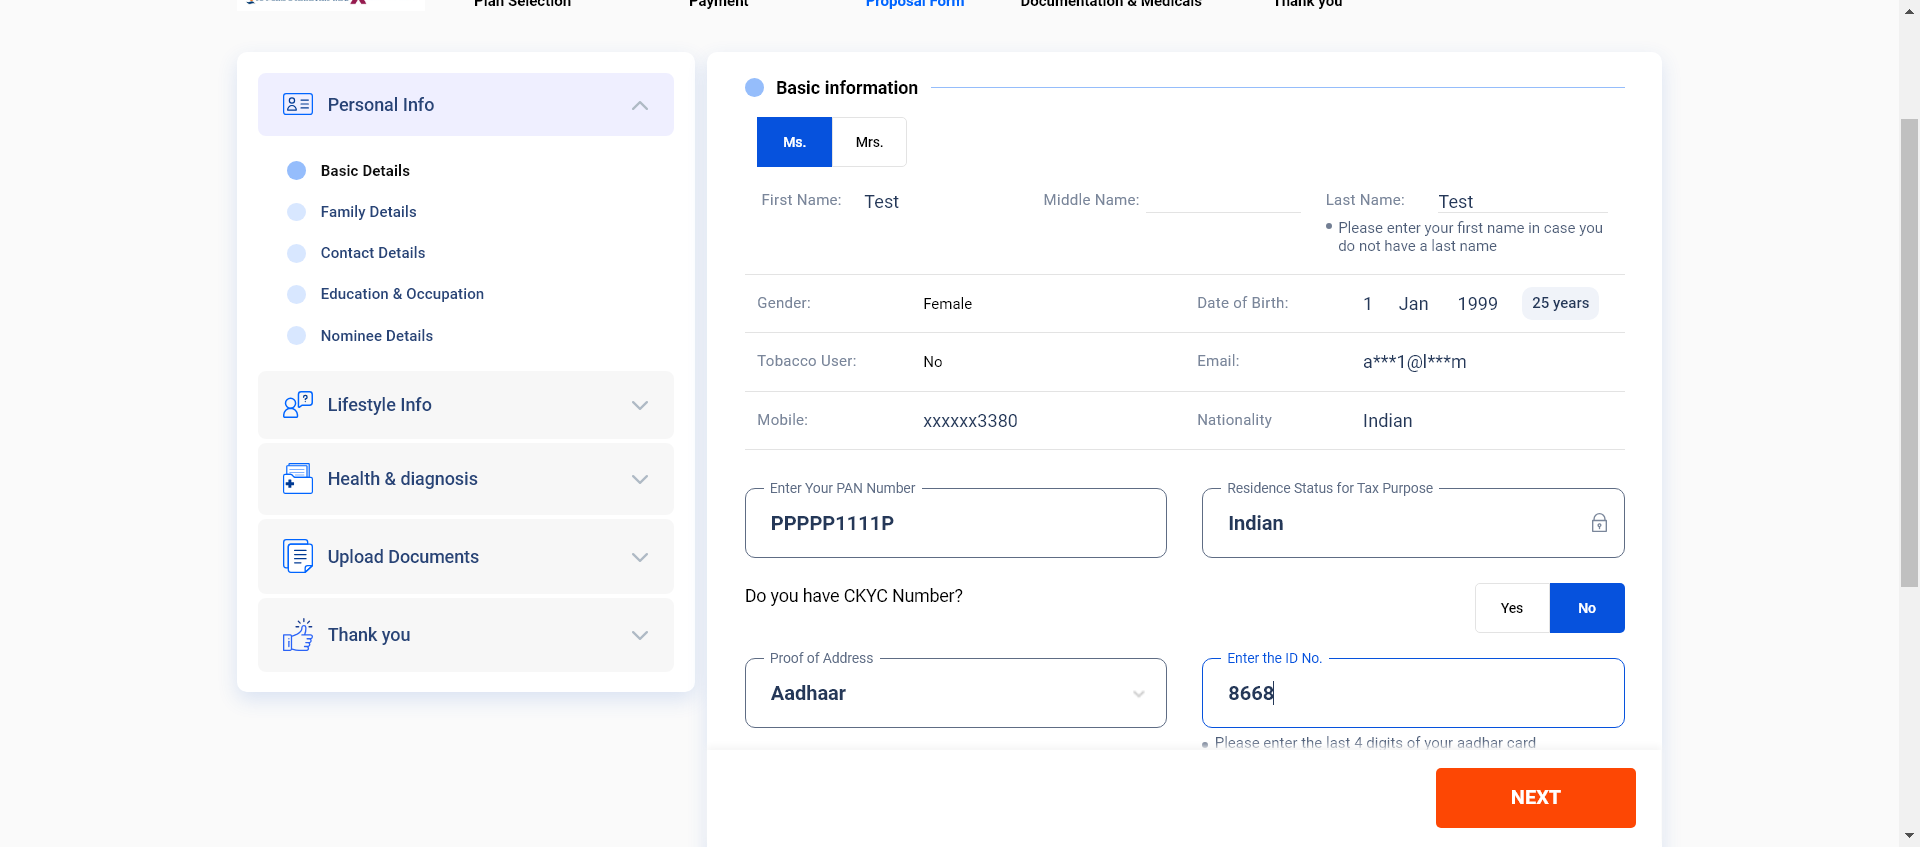 Plan Selection
Payment
Proposal Form
Documentation & Medicals
Thank you
Personal Info
Basic Details
Family Details
Contact Details
Education & Occupation
Nominee Details
Lifestyle Info
Health & diagnosis
Upload Documents
Thank you
Basic information
Ms.
Mrs.
First Name: Test
Middle Name:
Last Name: Test
Please enter your first name in case you
do not have a last name
Gender: Female
Date of Birth: 1 Jan 1999 25 years
Tobacco User: No
Email: a***1@l***m
Mobile: xxxxxx3380
Nationality Indian
Enter Your PAN Number
PPPPP1111P
Residence Status for Tax Purpose
Indian
Do you have CKYC Number?
Yes
No
Proof of Address
Aadhaar
Enter the ID No.
8668
Please enter the last 4 digits of your aadhar card
NEXT